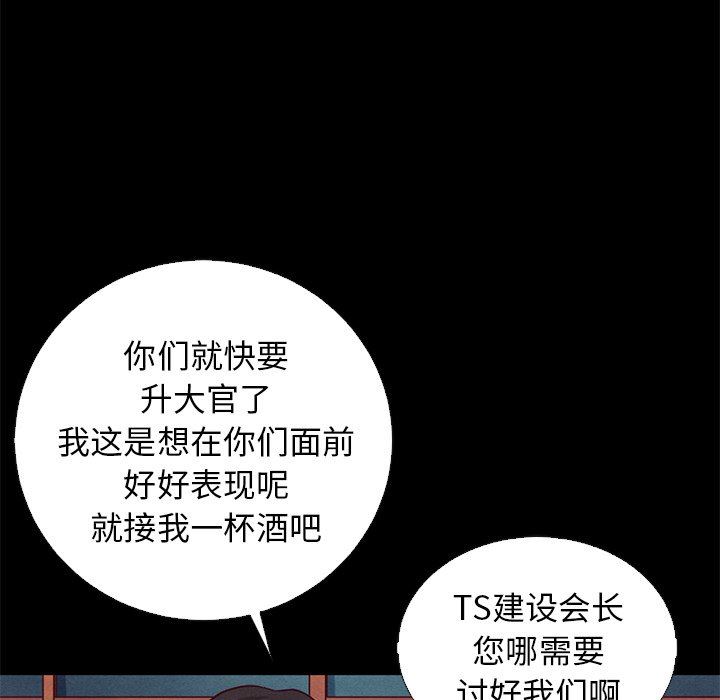 你们就快要
升大官了
我这是想在你们面前
好好表现呢
就接我一杯酒吧
TS建设会长
您哪需要
讨好我们啊